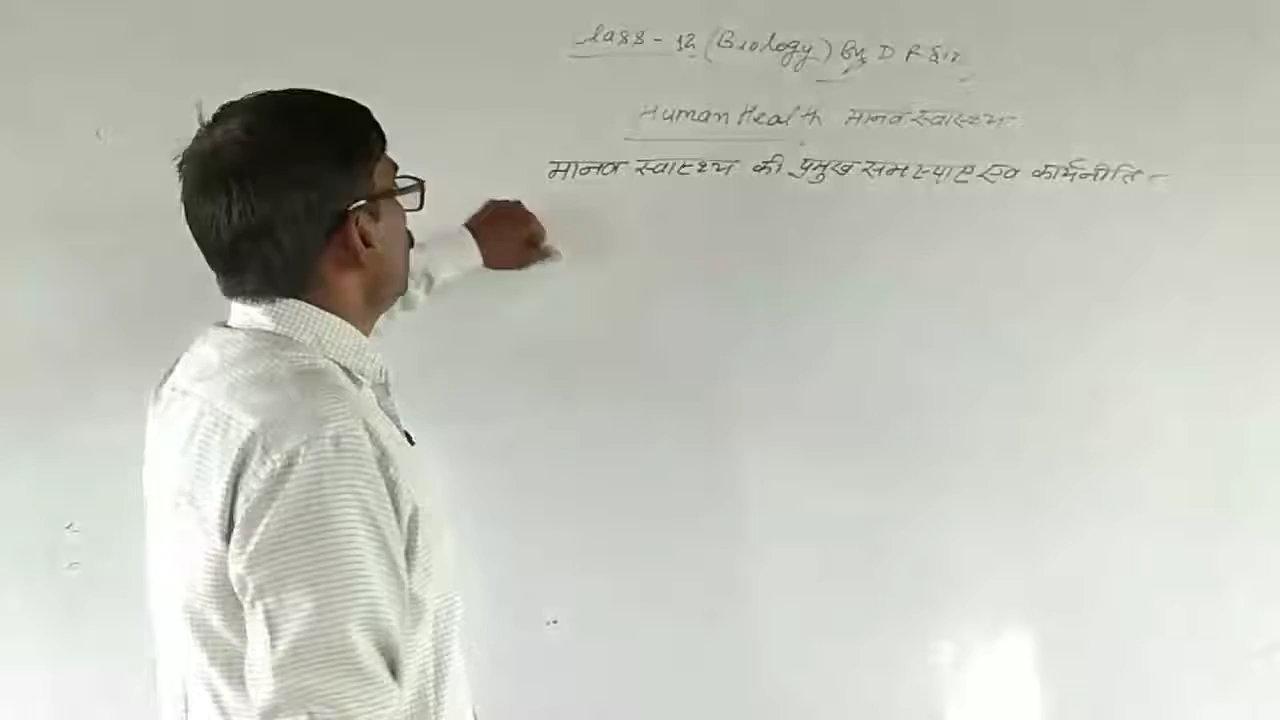 Class - 12 (Biology) By D R Sir
Human Health मानव स्वास्थ्य
मानव स्वास्थ्य की प्रमुख समस्याए एव कार्यनीति -